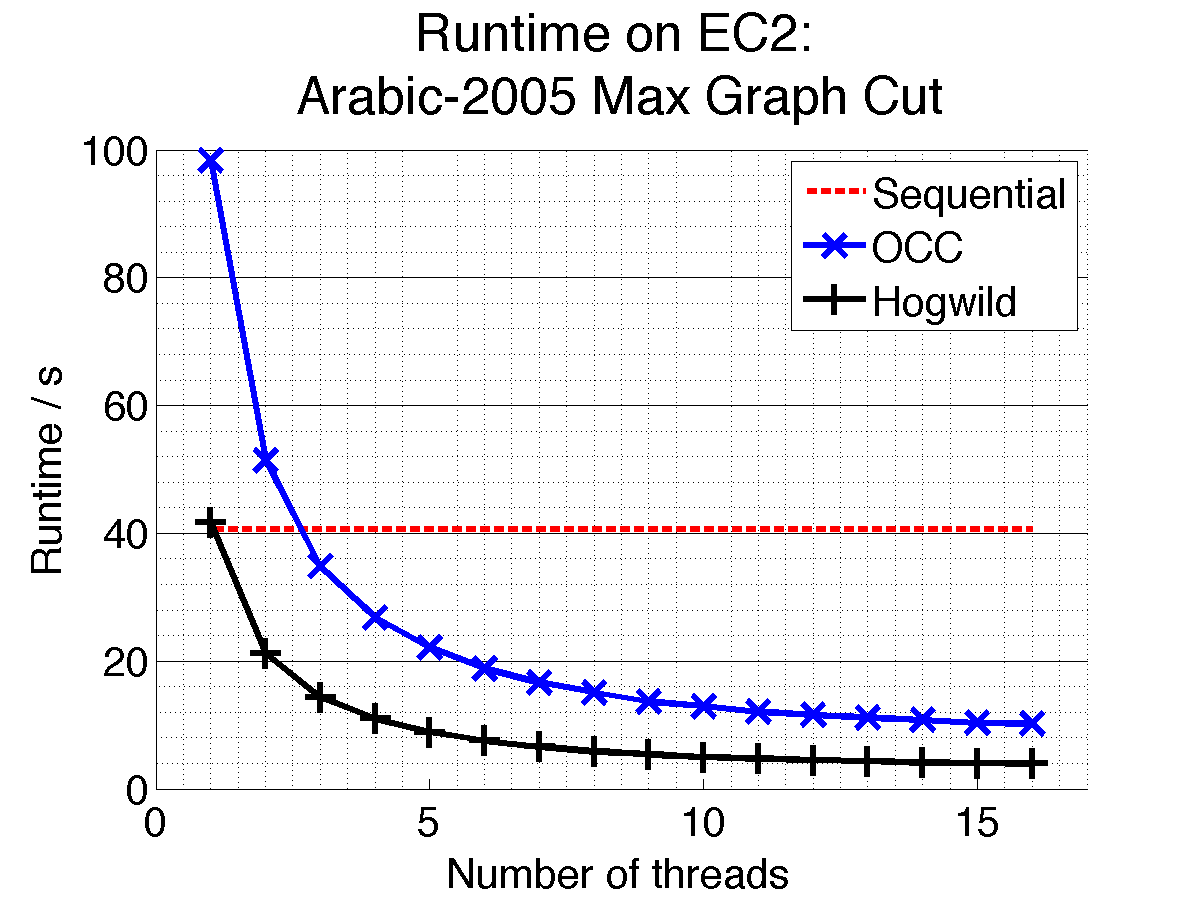 Runtime on EC2:
Arabic-2005 Max Graph Cut
100
80
60
40
20
0
Runtime / s
Sequential
OCC
Hogwild
0 5 10 15
Number of threads